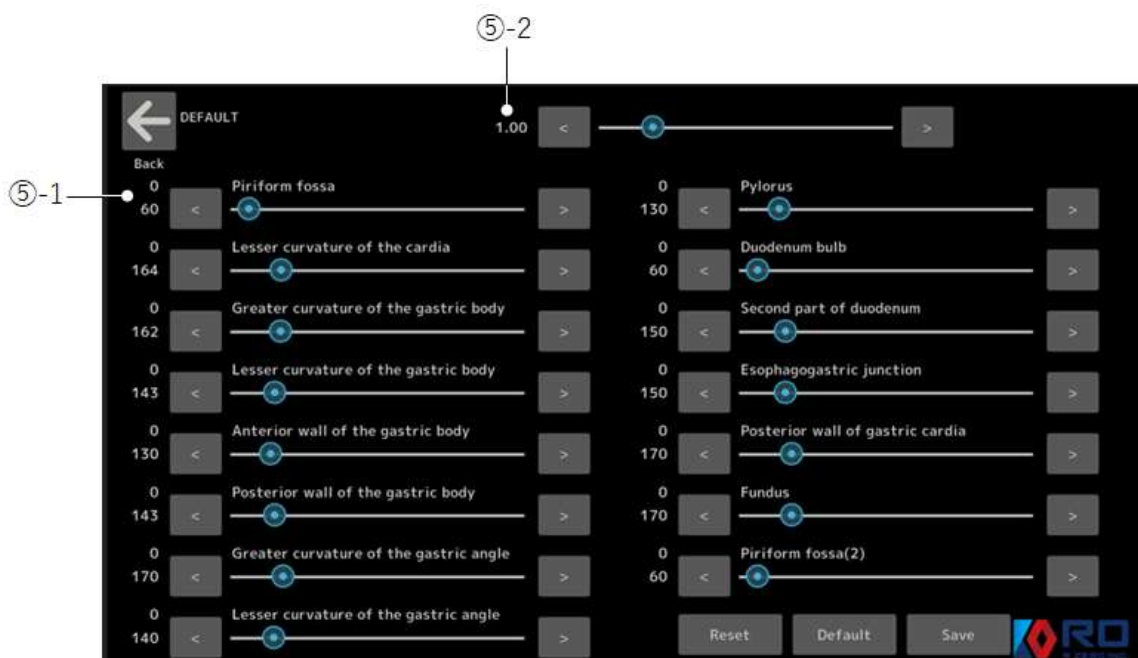 ⑤-2
DEFAULT
1.00 < >
Back
⑤-1
0 Piriform fossa
60 < >
0 Lesser curvature of the cardia
164 < >
0 Greater curvature of the gastric body
162 < >
0 Lesser curvature of the gastric body
143 < >
0 Anterior wall of the gastric body
130 < >
0 Posterior wall of the gastric body
143 < >
0 Greater curvature of the gastric angle
170 < >
0 Lesser curvature of the gastric angle
140 < >
0 Pylorus
130 < >
0 Duodenum bulb
60 < >
0 Second part of duodenum
150 < >
0 Esophagogastric junction
150 < >
0 Posterior wall of gastric cardia
170 < >
0 Fundus
170 < >
0 Piriform fossa(2)
60 < >
Reset Default Save
RO